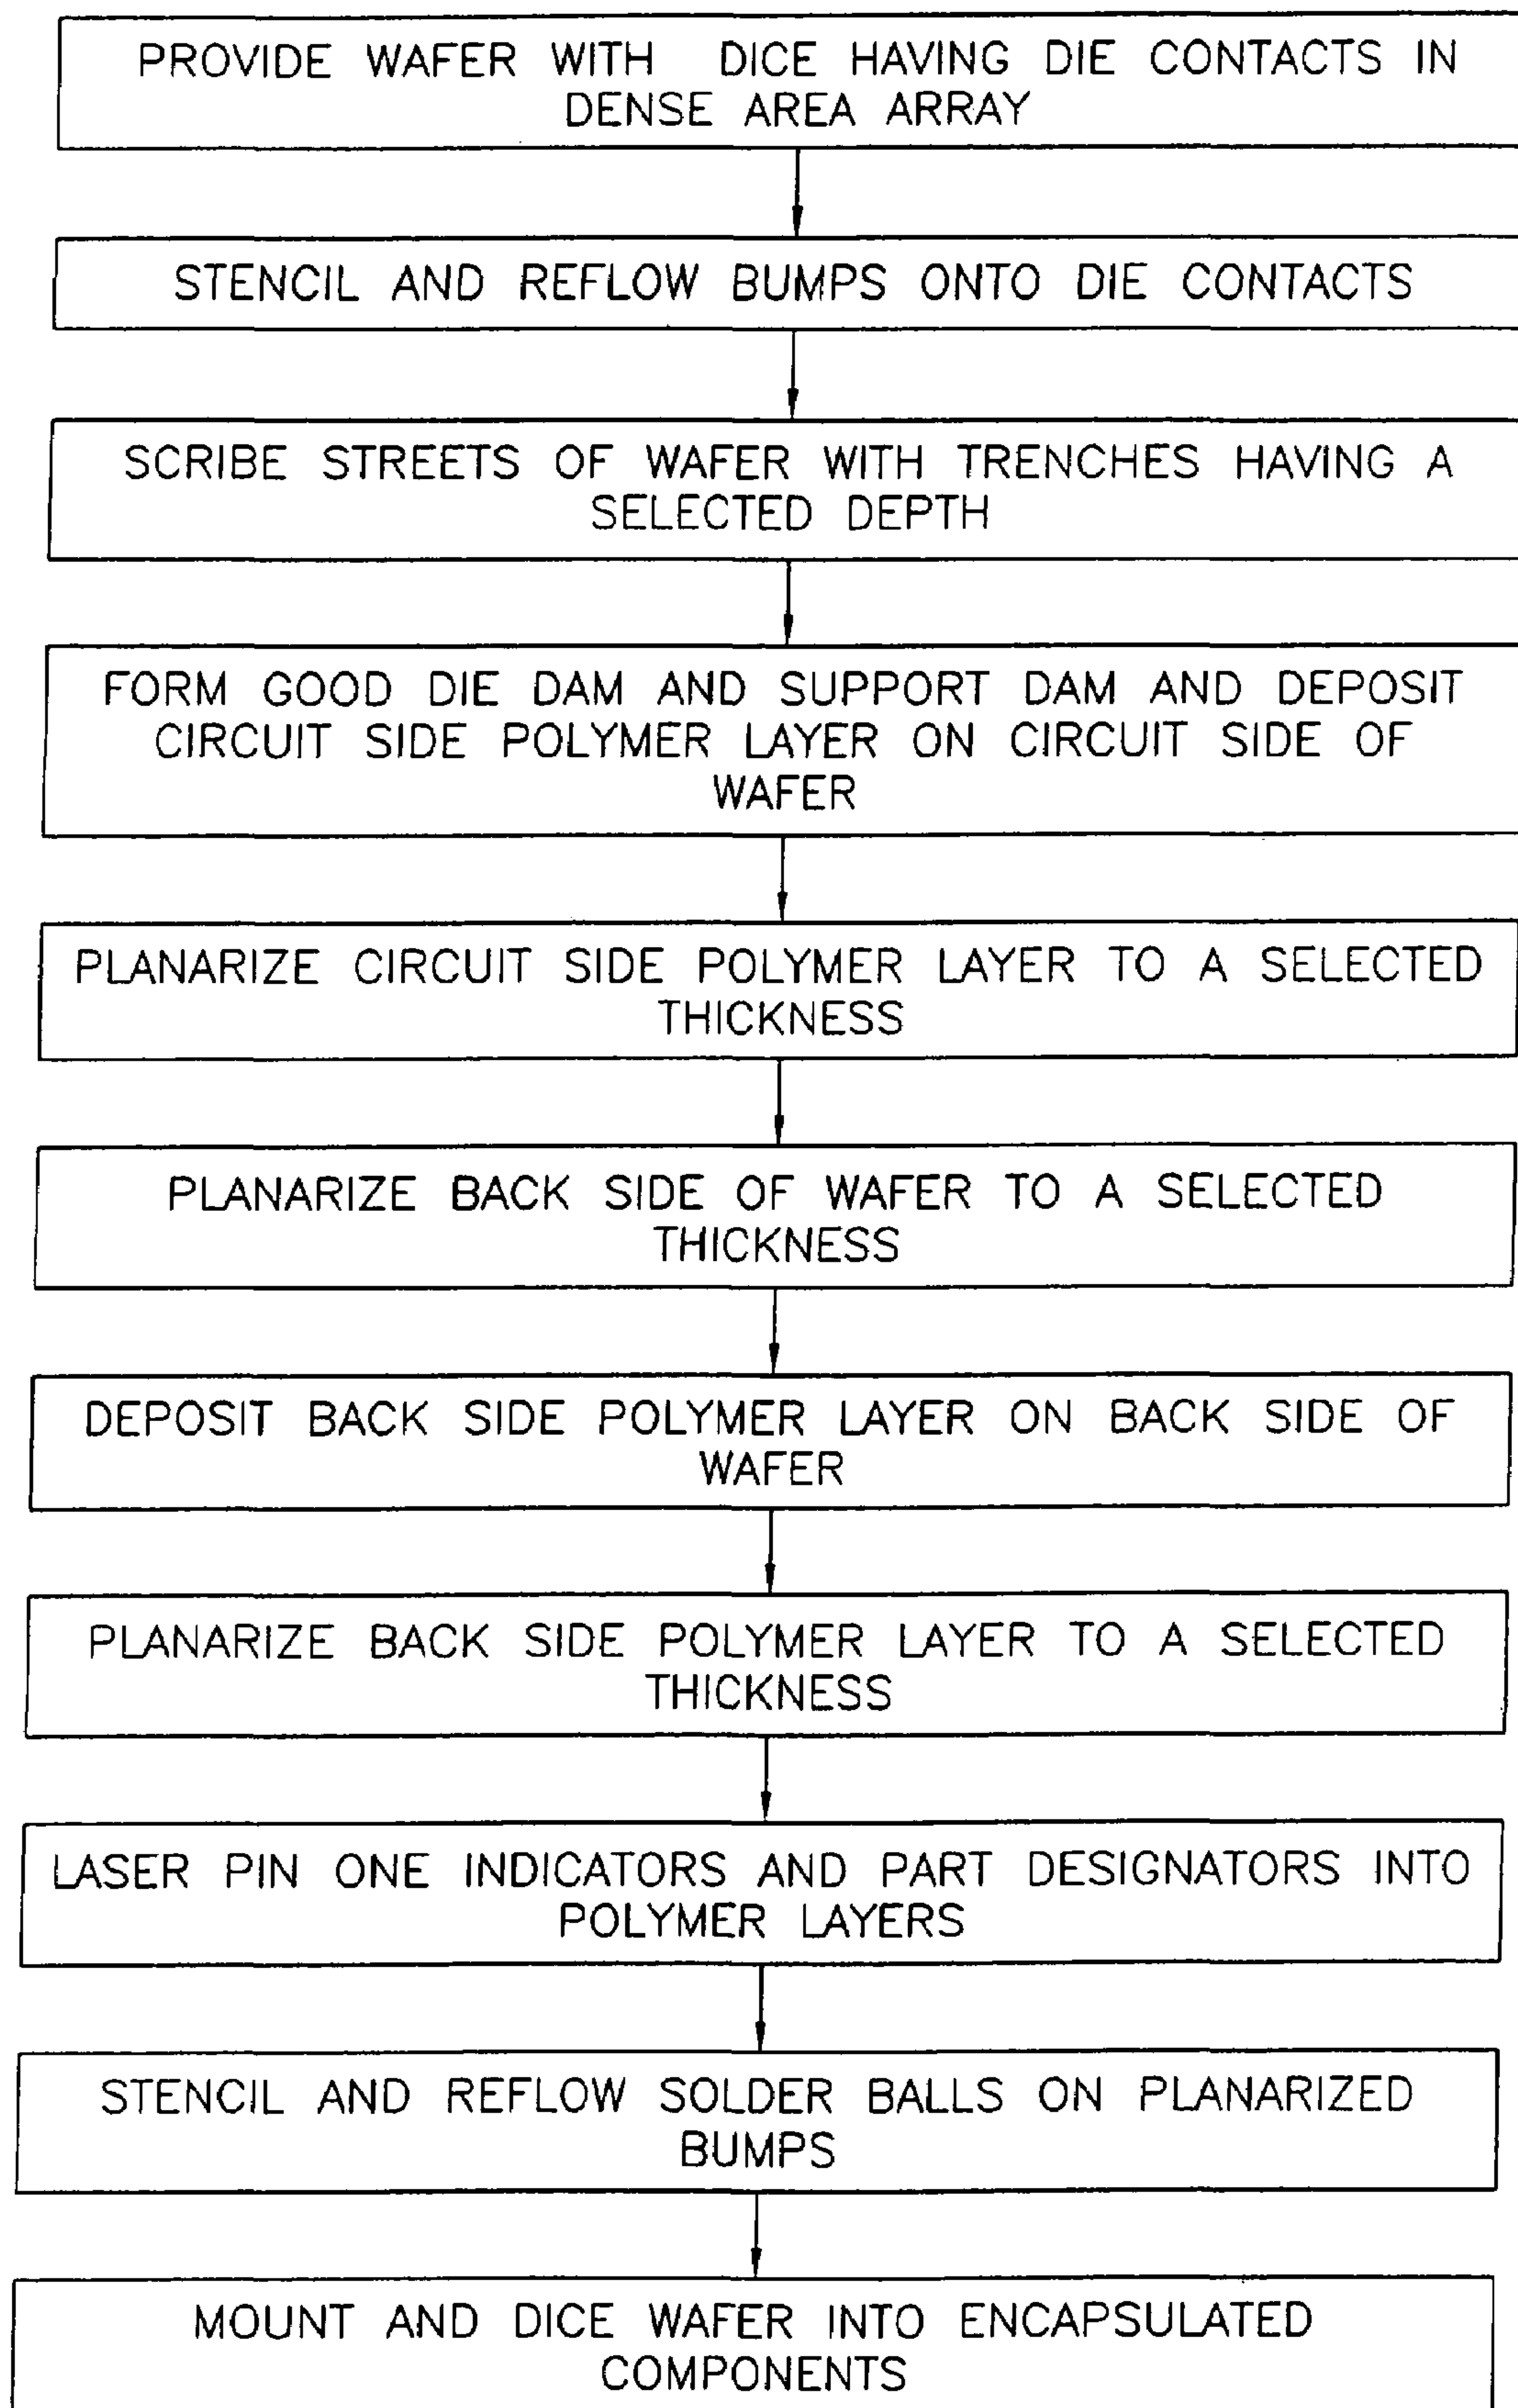 PROVIDE WAFER WITH DICE HAVING DIE CONTACTS IN
DENSE AREA ARRAY
STENCIL AND REFLOW BUMPS ONTO DIE CONTACTS
SCRIBE STREETS OF WAFER WITH TRENCHES HAVING A
SELECTED DEPTH
FORM GOOD DIE DAM AND SUPPORT DAM AND DEPOSIT
CIRCUIT SIDE POLYMER LAYER ON CIRCUIT SIDE OF
WAFER
PLANARIZE CIRCUIT SIDE POLYMER LAYER TO A SELECTED
THICKNESS
PLANARIZE BACK SIDE OF WAFER TO A SELECTED
THICKNESS
DEPOSIT BACK SIDE POLYMER LAYER ON BACK SIDE OF
WAFER
PLANARIZE BACK SIDE POLYMER LAYER TO A SELECTED
THICKNESS
LASER PIN ONE INDICATORS AND PART DESIGNATORS INTO
POLYMER LAYERS
STENCIL AND REFLOW SOLDER BALLS ON PLANARIZED
BUMPS
MOUNT AND DICE WAFER INTO ENCAPSULATED
COMPONENTS